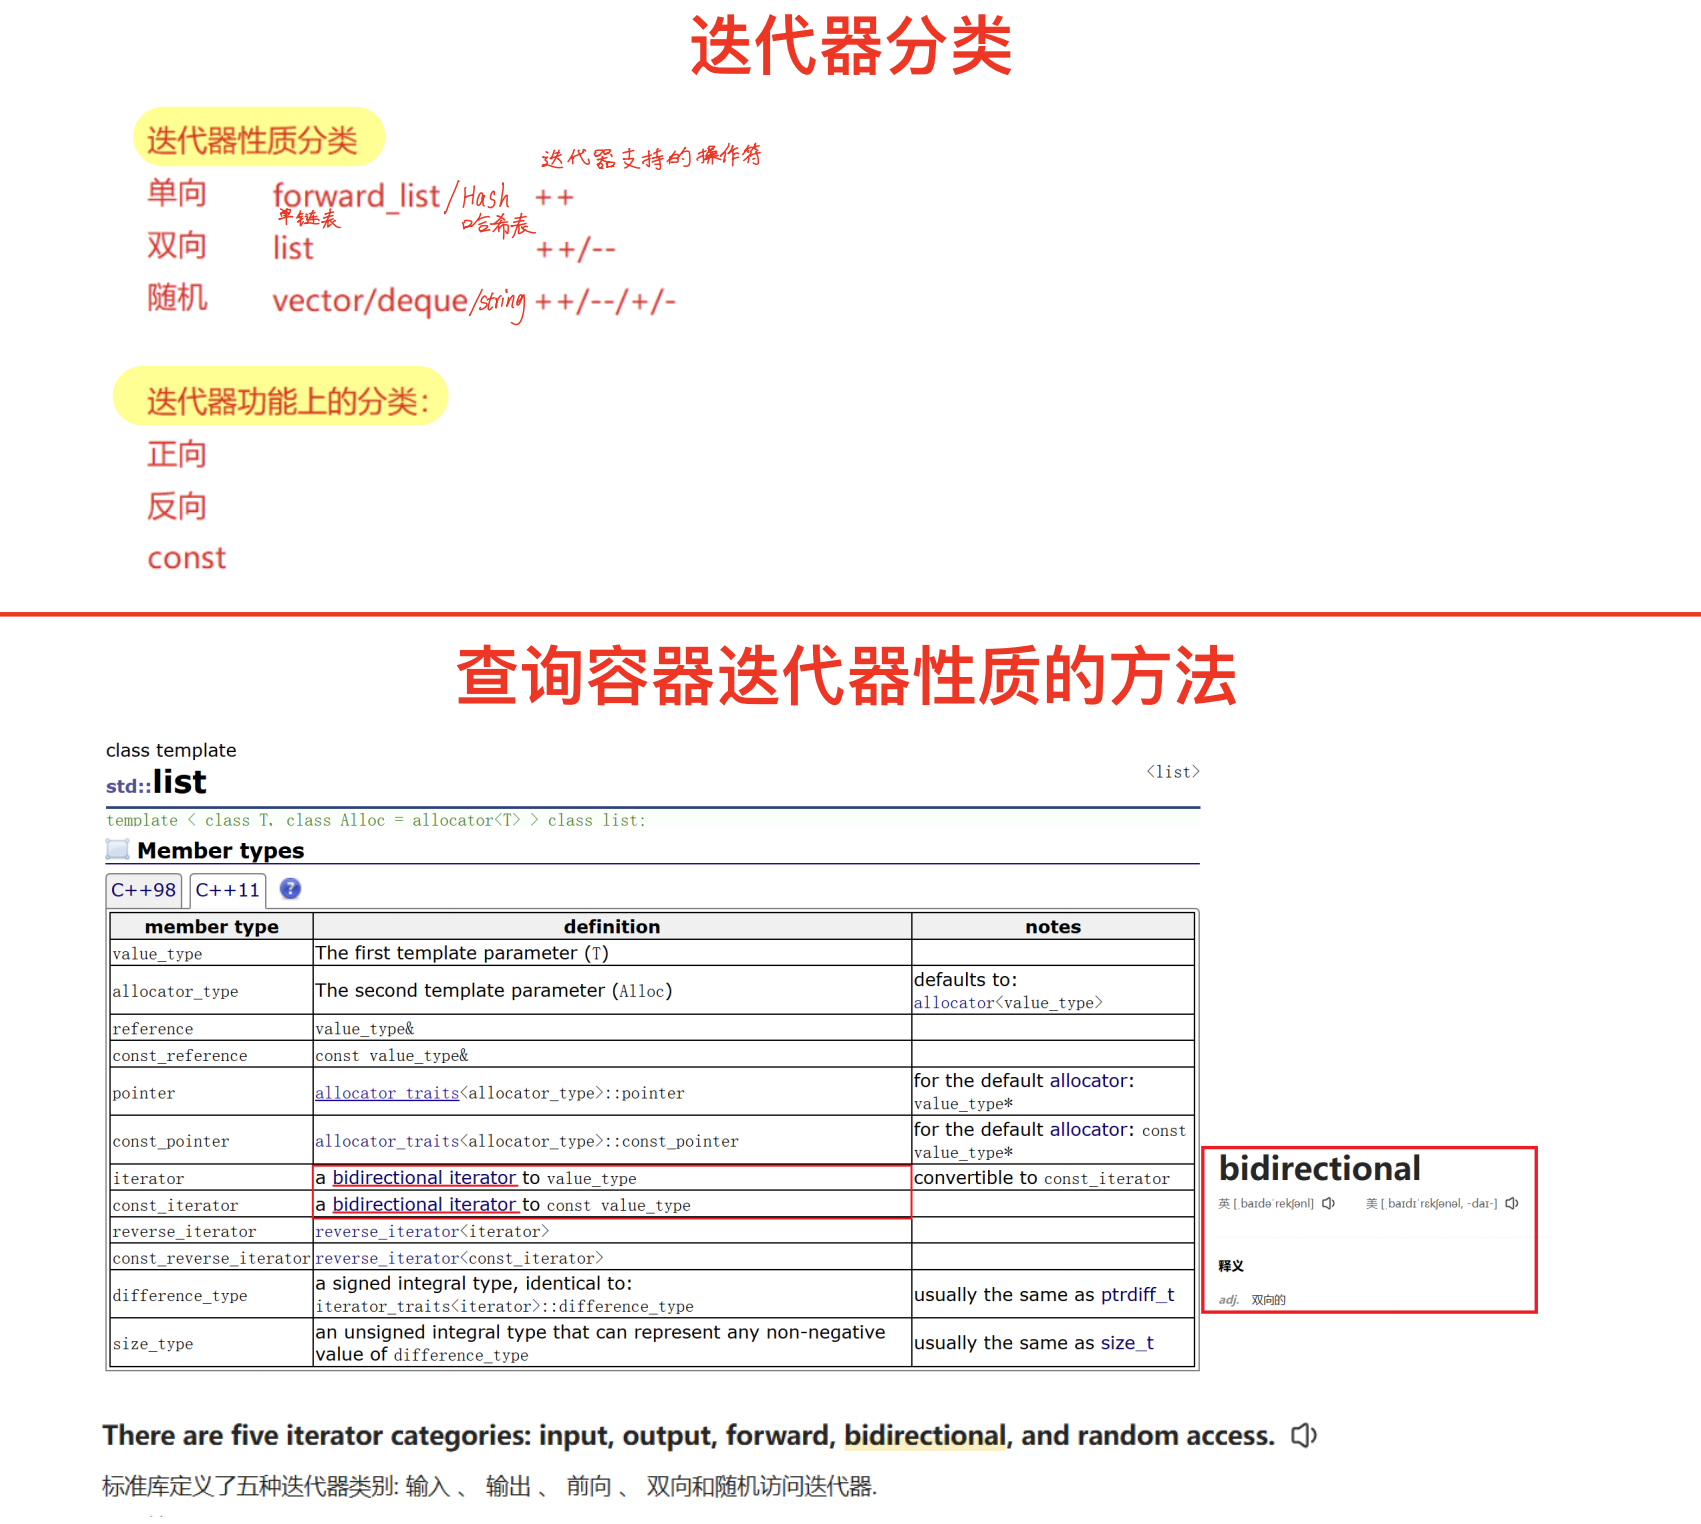 迭代器分类
迭代器性质分类
迭代器支持的操作符
单向 forward_list/Hash ++
单链表 哈希表
双向 list ++/--
随机 vector/deque/string ++/--/+/-
迭代器功能上的分类:
正向
反向
const
查询容器迭代器性质的方法
class template
std::list <list>
template < class T, class Alloc = allocator<T> > class list;
Member types
C++98 C++11 ?
member type definition notes
value_type The first template parameter (T)
allocator_type The second template parameter (Alloc) defaults to:
allocator<value_type>
reference value_type&
const_reference const value_type&
pointer allocator_traits<allocator_type>::pointer for the default allocator:
value_type*
const_pointer allocator_traits<allocator_type>::const_pointer for the default allocator: const
value_type*
iterator a bidirectional iterator to value_type convertible to const_iterator
const_iterator a bidirectional iterator to const value_type
reverse_iterator reverse_iterator<iterator>
const_reverse_iterator reverse_iterator<const_iterator>
difference_type a signed integral type, identical to:
iterator_traits<iterator>::difference_type usually the same as ptrdiff_t
size_type an unsigned integral type that can represent any non-negative
value of difference_type usually the same as size_t
bidirectional
英 [ˌbaɪdəˈrekʃənl] 美 [ˌbaɪdɪˈrɛkʃənəl, -daɪ-]
释义
adj. 双向的
There are five iterator categories: input, output, forward, bidirectional, and random access.
标准库定义了五种迭代器类别: 输入 、 输出 、 前向 、 双向和随机访问迭代器.